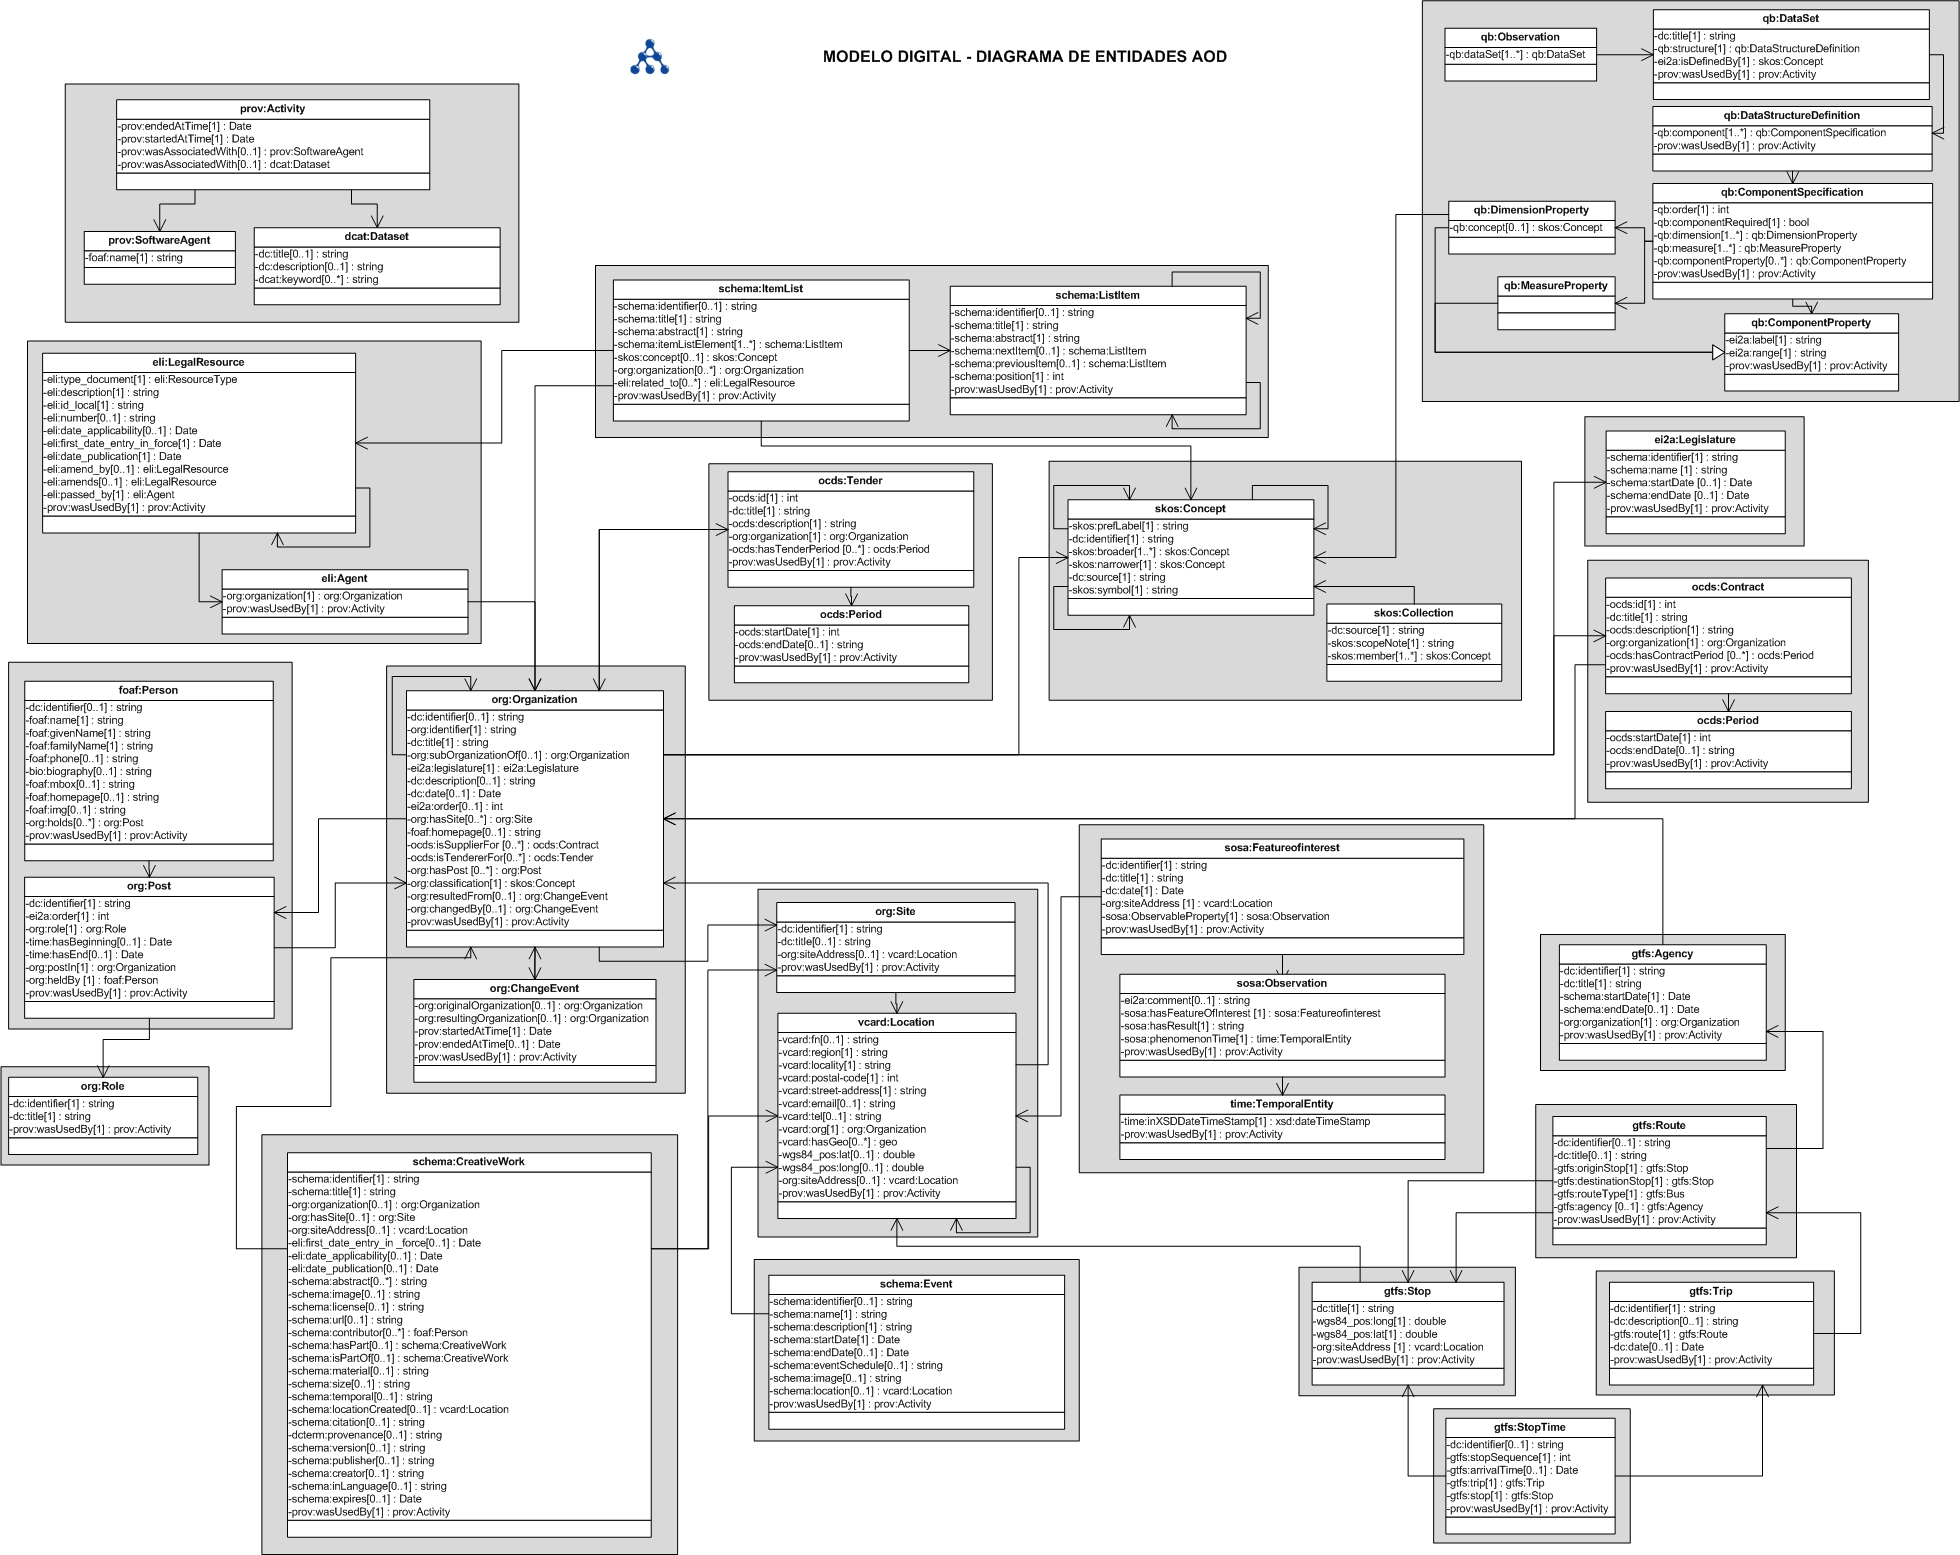 MODELO DIGITAL - DIAGRAMA DE ENTIDADES AOD
prov:Activity
-prov:endedAtTime[1] : Date
-prov:startedAtTime[1] : Date
-prov:wasAssociatedWith[0..1] : prov:SoftwareAgent
-prov:wasAssociatedWith[0..1] : dcat:Dataset
prov:SoftwareAgent
-foaf:name[1] : string
dcat:Dataset
-dc:title[0..1] : string
-dc:description[0..1] : string
-dcat:keyword[0..*] : string
qb:Observation
-qb:dataSet[1..*] : qb:DataSet
qb:DataSet
-dc:title[1] : string
-qb:structure[1] : qb:DataStructureDefinition
-ei2a:isDefinedBy[1] : skos:Concept
-prov:wasUsedBy[1] : prov:Activity
qb:DataStructureDefinition
-qb:component[1..*] : qb:ComponentSpecification
-prov:wasUsedBy[1] : prov:Activity
qb:ComponentSpecification
-qb:order[1] : int
-qb:componentRequired[1] : bool
-qb:dimension[1..*] : qb:DimensionProperty
-qb:measure[1..*] : qb:MeasureProperty
-qb:componentProperty[0..*] : qb:ComponentProperty
-prov:wasUsedBy[1] : prov:Activity
qb:DimensionProperty
-qb:concept[0..1] : skos:Concept
qb:MeasureProperty
qb:ComponentProperty
-ei2a:label[1] : string
-ei2a:range[1] : string
-prov:wasUsedBy[1] : prov:Activity
schema:ItemList
-schema:identifier[0..1] : string
-schema:title[1] : string
-schema:abstract[1] : string
-schema:itemListElement[1..*] : schema:ListItem
-skos:concept[0..1] : skos:Concept
-org:organization[0..*] : org:Organization
-eli:related_to[0..*] : eli:LegalResource
-prov:wasUsedBy[1] : prov:Activity
schema:ListItem
-schema:identifier[0..1] : string
-schema:title[1] : string
-schema:abstract[1] : string
-schema:nextItem[0..1] : schema:ListItem
-schema:previousItem[0..1] : schema:ListItem
-schema:position[1] : int
-prov:wasUsedBy[1] : prov:Activity
eli:LegalResource
-eli:type_document[1] : eli:ResourceType
-eli:description[1] : string
-eli:id_local[1] : string
-eli:number[0..1] : string
-eli:date_applicability[0..1] : Date
-eli:first_date_entry_in_force[1] : Date
-eli:date_publication[1] : Date
-eli:amend_by[0..1] : eli:LegalResource
-eli:amends[0..1] : eli:LegalResource
-eli:passed_by[1] : eli:Agent
-prov:wasUsedBy[1] : prov:Activity
eli:Agent
-org:organization[1] : org:Organization
-prov:wasUsedBy[1] : prov:Activity
ocds:Tender
-ocds:id[1] : int
-dc:title[1] : string
-ocds:description[1] : string
-org:organization[1] : org:Organization
-ocds:hasTenderPeriod [0..*] : ocds:Period
-prov:wasUsedBy[1] : prov:Activity
ocds:Period
-ocds:startDate[1] : int
-ocds:endDate[0..1] : string
-prov:wasUsedBy[1] : prov:Activity
skos:Concept
-skos:prefLabel[1] : string
-dc:identifier[1] : string
-skos:broader[1..*] : skos:Concept
-skos:narrower[1] : skos:Concept
-dc:source[1] : string
-skos:symbol[1] : string
skos:Collection
-dc:source[1] : string
-skos:scopeNote[1] : string
-skos:member[1..*] : skos:Concept
ei2a:Legislature
-schema:identifier[1] : string
-schema:name [1] : string
-schema:startDate [0..1] : Date
-schema:endDate [0..1] : Date
-prov:wasUsedBy[1] : prov:Activity
ocds:Contract
-ocds:id[1] : int
-dc:title[1] : string
-ocds:description[1] : string
-org:organization[1] : org:Organization
-ocds:hasContractPeriod [0..*] : ocds:Period
-prov:wasUsedBy[1] : prov:Activity
ocds:Period
-ocds:startDate[1] : int
-ocds:endDate[0..1] : string
-prov:wasUsedBy[1] : prov:Activity
foaf:Person
-dc:identifier[0..1] : string
-foaf:name[1] : string
-foaf:givenName[1] : string
-foaf:familyName[1] : string
-foaf:phone[0..1] : string
-bio:biography[0..1] : string
-foaf:mbox[0..1] : string
-foaf:homepage[0..1] : string
-foaf:img[0..1] : string
-org:holds[0..*] : org:Post
-prov:wasUsedBy[1] : prov:Activity
org:Post
-dc:identifier[1] : string
-ei2a:order[1] : int
-org:role[1] : org:Role
-time:hasBeginning[0..1] : Date
-time:hasEnd[0..1] : Date
-org:postIn[1] : org:Organization
-org:heldBy [1] : foaf:Person
-prov:wasUsedBy[1] : prov:Activity
org:Role
-dc:identifier[1] : string
-dc:title[1] : string
-prov:wasUsedBy[1] : prov:Activity
org:Organization
-dc:identifier[0..1] : string
-org:identifier[1] : string
-dc:title[1] : string
-org:subOrganizationOf[0..1] : org:Organization
-ei2a:legislature[1] : ei2a:Legislature
-dc:description[0..1] : string
-dc:date[0..1] : Date
-ei2a:order[0..1] : int
-org:hasSite[0..*] : org:Site
-foaf:homepage[0..1] : string
-ocds:isSupplierFor [0..*] : ocds:Contract
-ocds:isTendererFor[0..*] : ocds:Tender
-org:hasPost [0..*] : org:Post
-org:classification[1] : skos:Concept
-org:resultedFrom[0..1] : org:ChangeEvent
-org:changedBy[0..1] : org:ChangeEvent
-prov:wasUsedBy[1] : prov:Activity
org:ChangeEvent
-org:originalOrganization[0..1] : org:Organization
-org:resultingOrganization[0..1] : org:Organization
-prov:startedAtTime[1] : Date
-prov:endedAtTime[0..1] : Date
-prov:wasUsedBy[1] : prov:Activity
org:Site
-dc:identifier[1] : string
-dc:title[0..1] : string
-org:siteAddress[0..1] : vcard:Location
-prov:wasUsedBy[1] : prov:Activity
vcard:Location
-vcard:fn[0..1] : string
-vcard:region[1] : string
-vcard:locality[1] : string
-vcard:postal-code[1] : int
-vcard:street-address[1] : string
-vcard:email[0..1] : string
-vcard:tel[0..1] : string
-vcard:org[1] : org:Organization
-vcard:hasGeo[0..*] : geo
-wgs84_pos:lat[0..1] : double
-wgs84_pos:long[0..1] : double
-org:siteAddress[0..1] : vcard:Location
-prov:wasUsedBy[1] : prov:Activity
sosa:FeatureofInterest
-dc:identifier[1] : string
-dc:title[1] : string
-dc:date[1] : Date
-org:siteAddress [1] : vcard:Location
-sosa:ObservableProperty[1] : sosa:Observation
-prov:wasUsedBy[1] : prov:Activity
sosa:Observation
-ei2a:comment[0..1] : string
-sosa:hasFeatureOfInterest [1] : sosa:Featureofinterest
-sosa:hasResult[1] : string
-sosa:phenomenonTime[1] : time:TemporalEntity
-prov:wasUsedBy[1] : prov:Activity
time:TemporalEntity
-time:inXSDDateTimeStamp[1] : xsd:dateTimeStamp
-prov:wasUsedBy[1] : prov:Activity
gtfs:Agency
-dc:identifier[1] : string
-dc:title[1] : string
-schema:startDate[1] : Date
-schema:endDate[0..1] : Date
-org:organization[1] : org:Organization
-prov:wasUsedBy[1] : prov:Activity
gtfs:Route
-dc:identifier[0..1] : string
-dc:title[0..1] : string
-gtfs:originStop[1] : gtfs:Stop
-gtfs:destinationStop[1] : gtfs:Stop
-gtfs:routeType[1] : gtfs:Bus
-gtfs:agency [0..1] : gtfs:Agency
-prov:wasUsedBy[1] : prov:Activity
schema:CreativeWork
-schema:identifier[1] : string
-schema:title[1] : string
-org:organization[0..1] : org:Organization
-org:hasSite[0..1] : org:Site
-org:siteAddress[0..1] : vcard:Location
-eli:first_date_entry_in _force[0..1] : Date
-eli:date_applicability[0..1] : Date
-eli:date_publication[0..1] : Date
-schema:abstract[0..*] : string
-schema:image[0..1] : string
-schema:license[0..1] : string
-schema:url[0..1] : string
-schema:contributor[0..*] : foaf:Person
-schema:hasPart[0..1] : schema:CreativeWork
-schema:isPartOf[0..1] : schema:CreativeWork
-schema:material[0..1] : string
-schema:size[0..1] : string
-schema:temporal[0..1] : string
-schema:locationCreated[0..1] : vcard:Location
-schema:citation[0..1] : string
-dcterm:provenance[0..1] : string
-schema:version[0..1] : string
-schema:publisher[0..1] : string
-schema:creator[0..1] : string
-schema:inLanguage[0..1] : string
-schema:expires[0..1] : Date
-prov:wasUsedBy[1] : prov:Activity
schema:Event
-schema:identifier[0..1] : string
-schema:name[1] : string
-schema:description[1] : string
-schema:startDate[1] : Date
-schema:endDate[0..1] : Date
-schema:eventSchedule[0..1] : string
-schema:image[0..1] : string
-schema:location[0..1] : vcard:Location
-prov:wasUsedBy[1] : prov:Activity
gtfs:Stop
-dc:title[1] : string
-wgs84_pos:long[1] : double
-wgs84_pos:lat[1] : double
-org:siteAddress [1] : vcard:Location
-prov:wasUsedBy[1] : prov:Activity
gtfs:Trip
-dc:identifier[1] : string
-dc:description[0..1] : string
-gtfs:route[1] : gtfs:Route
-dc:date[0..1] : Date
-prov:wasUsedBy[1] : prov:Activity
gtfs:StopTime
-dc:identifier[0..1] : string
-gtfs:stopSequence[1] : int
-gtfs:arrivalTime[0..1] : Date
-gtfs:trip[1] : gtfs:Trip
-gtfs:stop[1] : gtfs:Stop
-prov:wasUsedBy[1] : prov:Activity